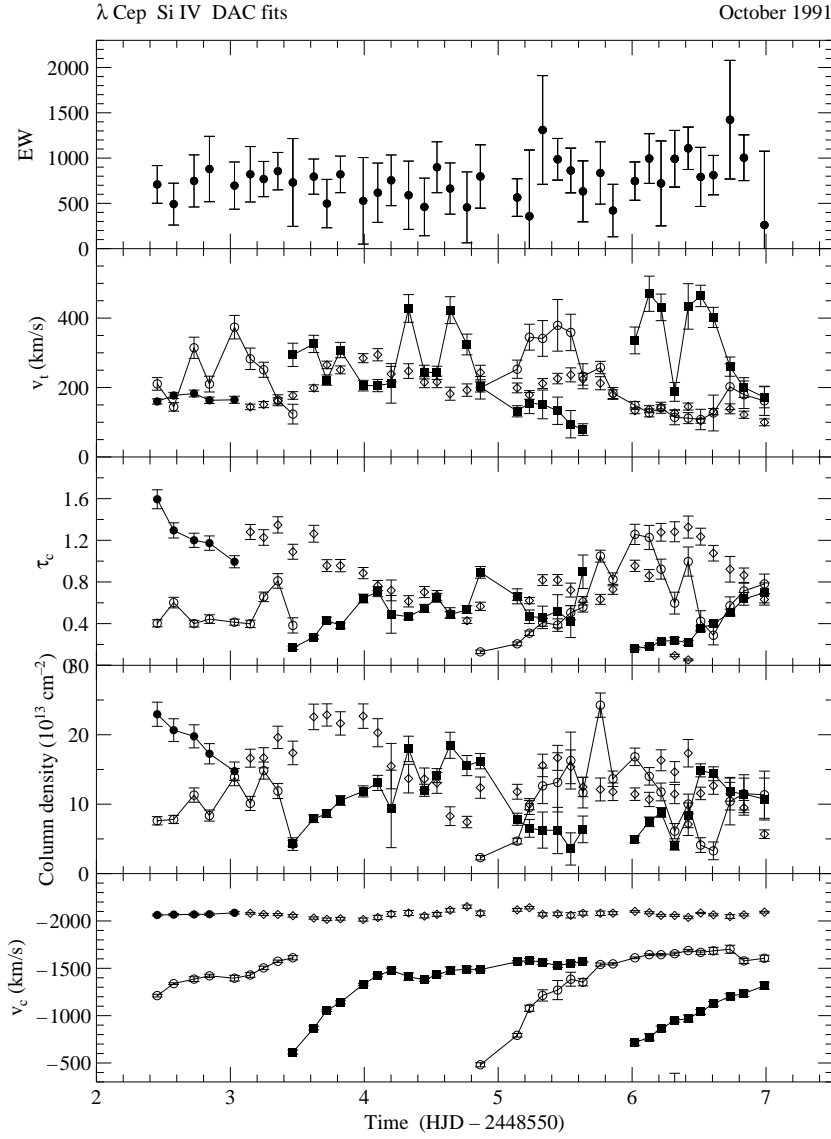 λ Cep Si IV DAC fits
October 1991
EW
2000
1500
1000
500
0
v_t (km/s)
400
200
0
τ_c
1.6
1.2
0.8
0.4
0
Column density (10^13 cm^−2)
30
20
10
0
v_c (km/s)
−2000
−1500
−1000
−500
2 3 4 5 6 7
Time (HJD − 2448550)